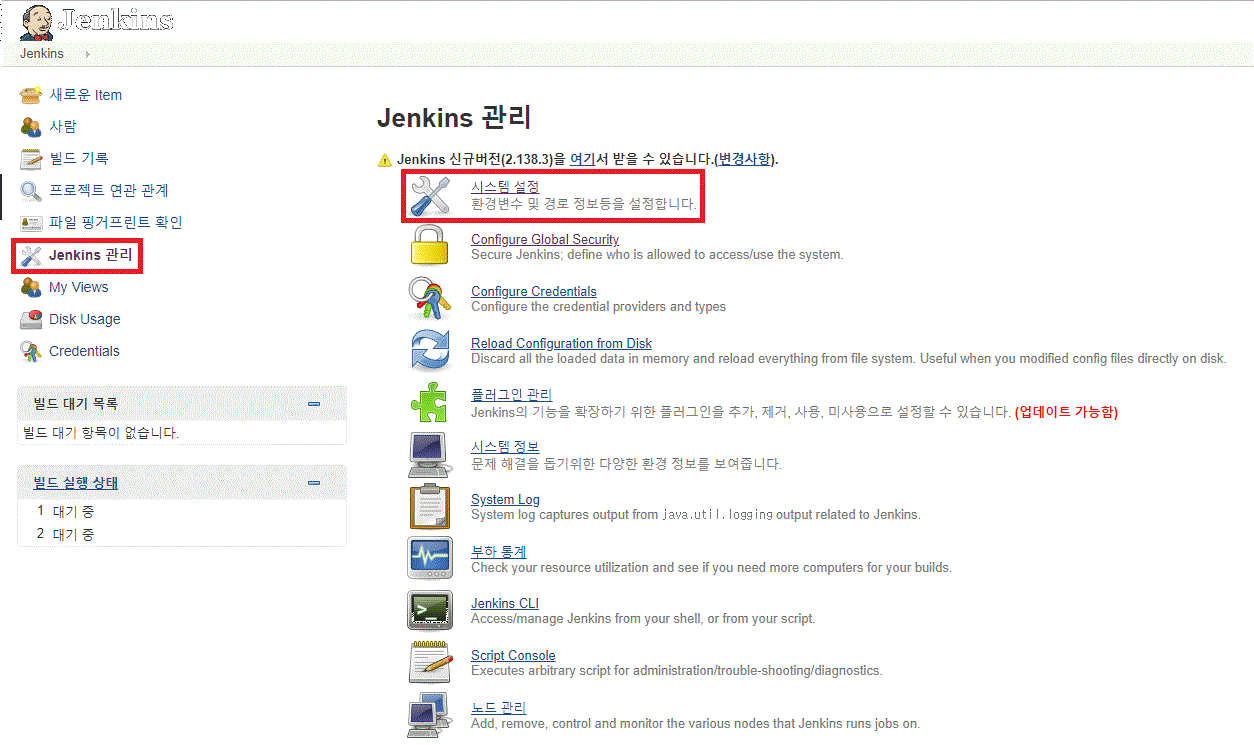 Jenkins
Jenkins
새로운 Item
사람
빌드 기록
프로젝트 연관 관계
파일 핑거프린트 확인
Jenkins 관리
My Views
Disk Usage
Credentials
빌드 대기 목록
빌드 대기 항목이 없습니다.
빌드 실행 상태
1 대기 중
2 대기 중
Jenkins 관리
Jenkins 신규버전(2.138.3)을 여기서 받을 수 있습니다.(변경사항).
시스템 설정
환경변수 및 경로 정보등을 설정합니다.
Configure Global Security
Secure Jenkins; define who is allowed to access/use the system.
Configure Credentials
Configure the credential providers and types
Reload Configuration from Disk
Discard all the loaded data in memory and reload everything from file system. Useful when you modified config files directly on disk.
플러그인 관리
Jenkins의 기능을 확장하기 위한 플러그인을 추가, 제거, 사용, 미사용으로 설정할 수 있습니다. (업데이트 가능함)
시스템 정보
문제 해결을 돕기위한 다양한 환경 정보를 보여줍니다.
System Log
System log captures output from java.util.logging output related to Jenkins.
부하 통계
Check your resource utilization and see if you need more computers for your builds.
Jenkins CLI
Access/manage Jenkins from your shell, or from your script.
Script Console
Executes arbitrary script for administration/trouble-shooting/diagnostics.
노드 관리
Add, remove, control and monitor the various nodes that Jenkins runs jobs on.